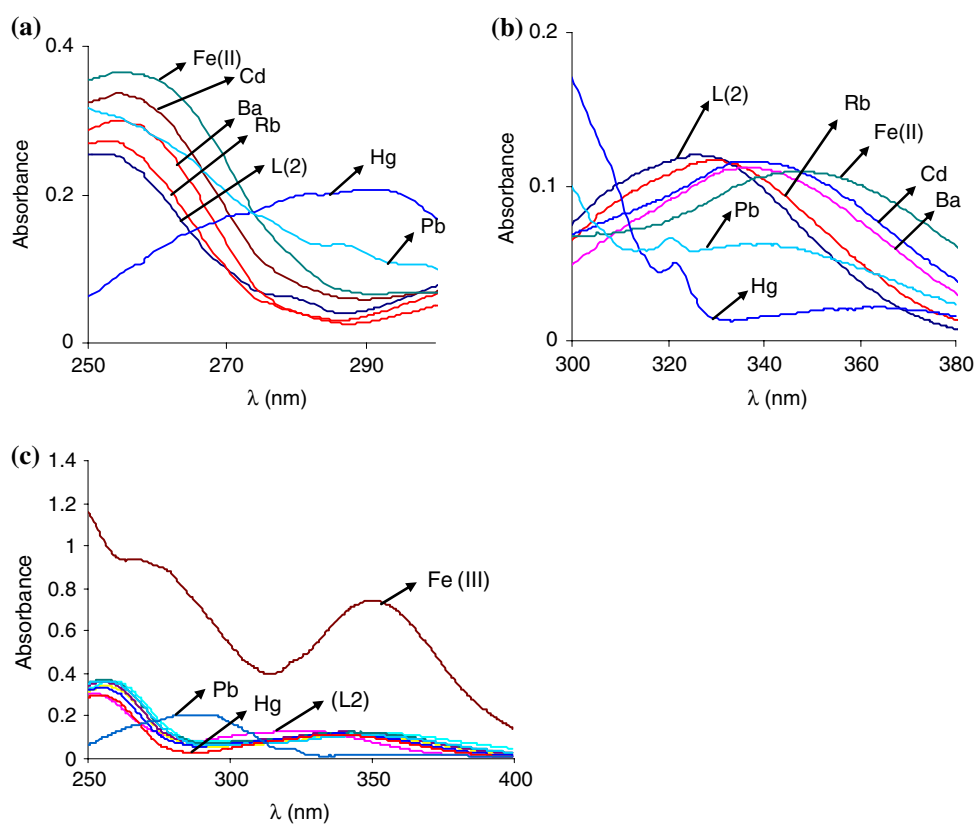 (a)
Absorbance
0.4
0.2
0
250
270
290
λ (nm)
Fe(II)
Cd
Ba
Rb
L(2)
Hg
Pb
(b)
Absorbance
0.2
0.1
0
300
320
340
360
380
λ (nm)
L(2)
Rb
Fe(II)
Cd
Ba
Pb
Hg
(c)
Absorbance
1.4
1.2
1
0.8
0.6
0.4
0.2
0
250
300
350
400
λ (nm)
Fe (III)
Pb
Hg
(L2)